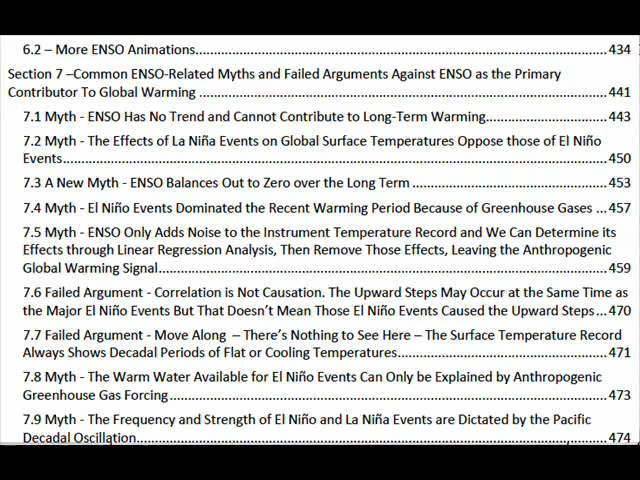 6.2 – More ENSO Animations.......................................................................................................434
Section 7 –Common ENSO-Related Myths and Failed Arguments Against ENSO as the Primary
Contributor To Global Warming .......................................................................................................441
7.1 Myth - ENSO Has No Trend and Cannot Contribute to Long-Term Warming..............................443
7.2 Myth - The Effects of La Niña Events on Global Surface Temperatures Oppose those of El Niño
Events.......................................................................................................450
7.3 A New Myth - ENSO Balances Out to Zero over the Long Term ................................................453
7.4 Myth - El Niño Events Dominated the Recent Warming Period Because of Greenhouse Gases ...457
7.5 Myth - ENSO Only Adds Noise to the Instrument Temperature Record and We Can Determine its
Effects through Linear Regression Analysis, Then Remove Those Effects, Leaving the Anthropogenic
Global Warming Signal.......................................................................................................459
7.6 Failed Argument - Correlation is Not Causation. The Upward Steps May Occur at the Same Time as
the Major El Niño Events But That Doesn't Mean Those El Niño Events Caused the Upward Steps...470
7.7 Failed Argument - Move Along – There's Nothing to See Here – The Surface Temperature Record
Always Shows Decadal Periods of Flat or Cooling Temperatures.................................................471
7.8 Myth - The Warm Water Available for El Niño Events Can Only be Explained by Anthropogenic
Greenhouse Gas Forcing.......................................................................................................473
7.9 Myth - The Frequency and Strength of El Niño and La Niña Events are Dictated by the Pacific
Decadal Oscillation.......................................................................................................474